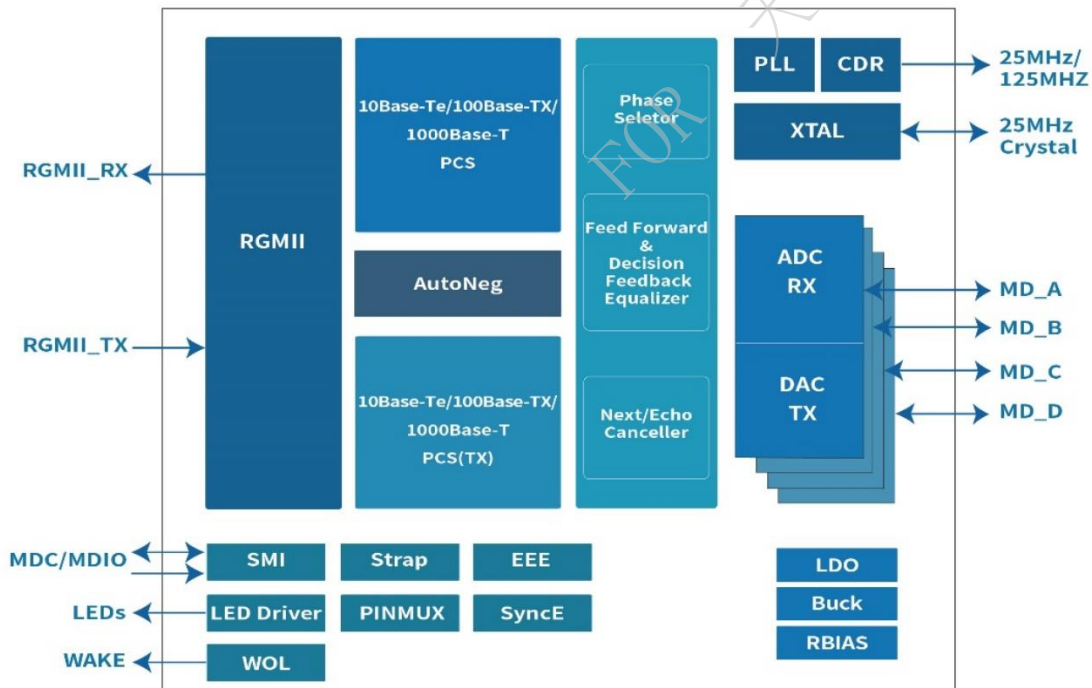 RGMII_RX
RGMII_TX
RGMII
10Base-Te/100Base-TX/
1000Base-T
PCS
AutoNeg
10Base-Te/100Base-TX/
1000Base-T
PCS(TX)
Phase
Seletor
Feed Forward
&
Decision
Feedback
Equalizer
Next/Echo
Canceller
PLL
CDR
25MHz/
125MHZ
XTAL
25MHz
Crystal
ADC
RX
DAC
TX
MD_A
MD_B
MD_C
MD_D
MDC/MDIO
SMI
Strap
EEE
LEDs
LED Driver
PINMUX
SyncE
WAKE
WOL
LDO
Buck
RBIAS
FOR